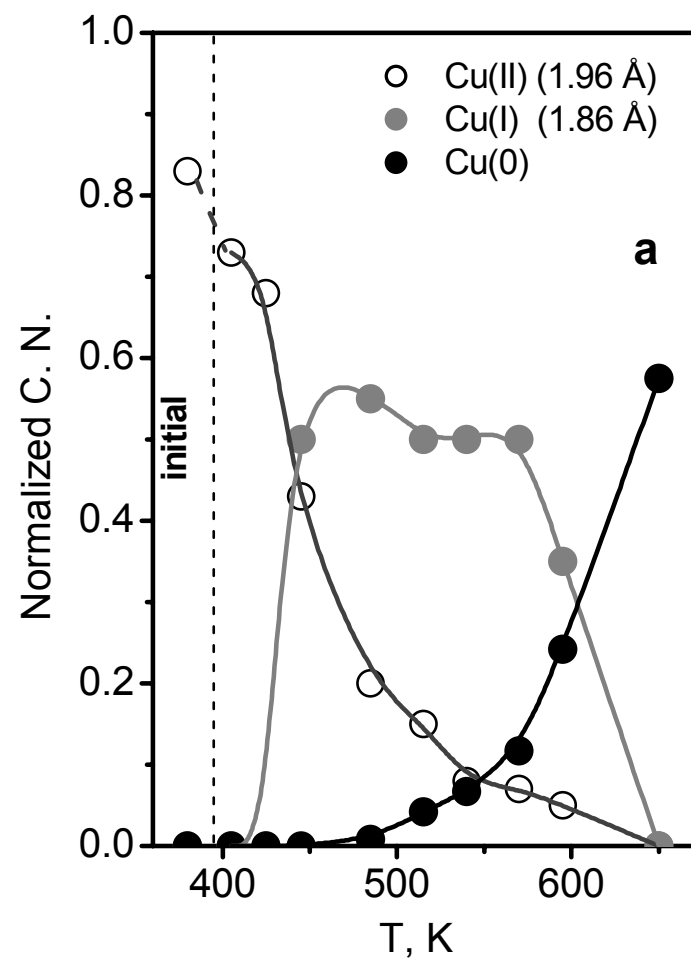 1.0
Cu(II) (1.96 Å)
Cu(I) (1.86 Å)
Cu(0)
0.8
a
0.6
Normalized C. N.
initial
0.4
0.2
0.0
400 500 600
T, K